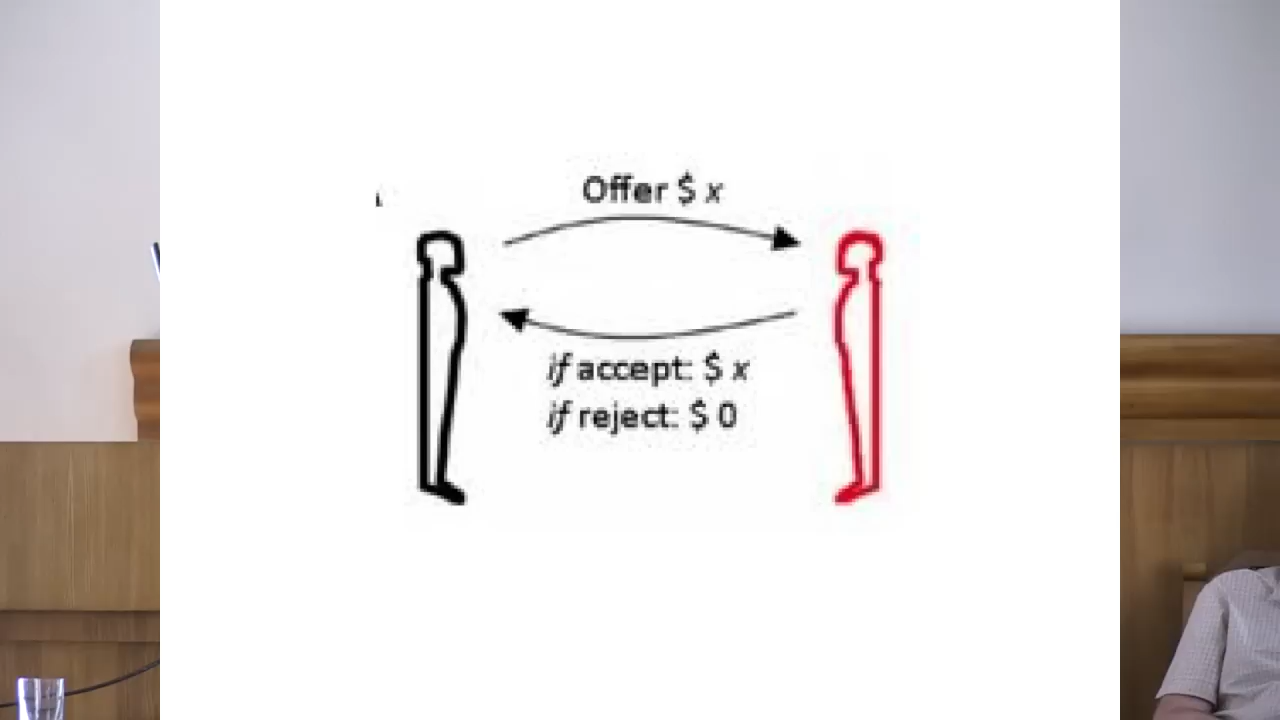 Offer $ x
if accept: $ x
if reject: $ 0